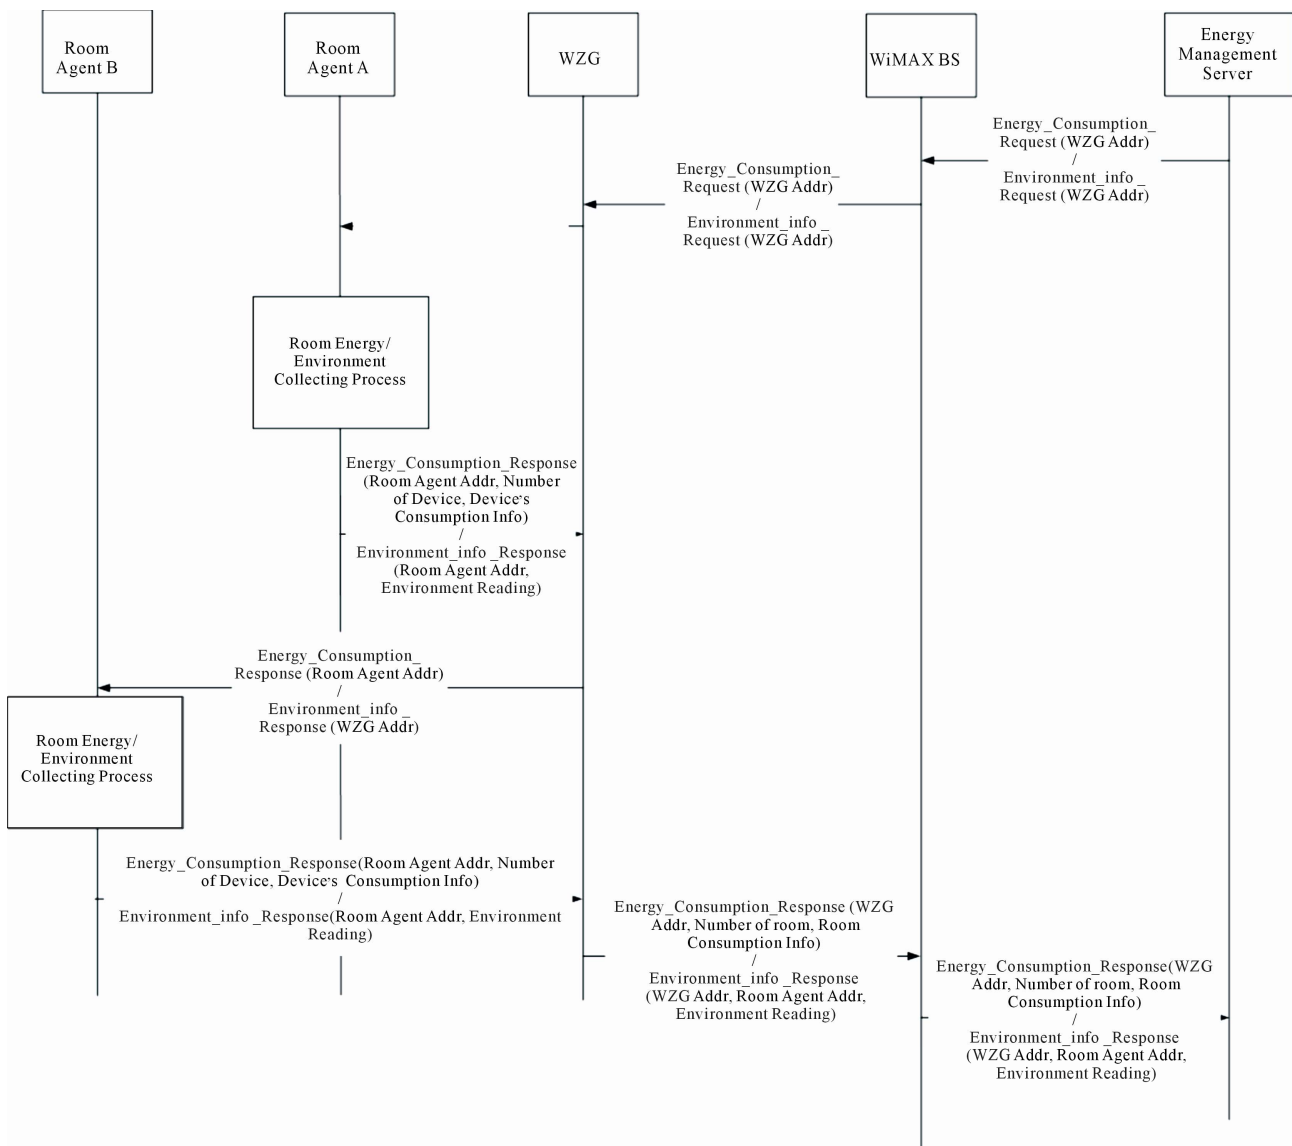 Room
Agent B
Room
Agent A
WZG
WiMAX BS
Energy
Management
Server
Energy_Consumption_
Request (WZG Addr)
/
Environment_info _
Request (WZG Addr)
Energy_Consumption_
Request (WZG Addr)
/
Environment_info _
Request (WZG Addr)
Room Energy/
Environment
Collecting Process
Energy_Consumption_Response
(Room Agent Addr, Number
of Device, Device's
Consumption Info)
/
Environment_info _Response
(Room Agent Addr,
Environment Reading)
Energy_Consumption_
Response (Room Agent Addr)
/
Environment_info _
Response (WZG Addr)
Room Energy/
Environment
Collecting Process
Energy_Consumption_Response(Room Agent Addr, Number
of Device, Device's Consumption Info)
/
Environment_info _Response(Room Agent Addr, Environment
Reading)
Energy_Consumption_Response (WZG
Addr, Number of room, Room
Consumption Info)
/
Environment_info _Response
(WZG Addr, Room Agent Addr,
Environment Reading)
Energy_Consumption_Response(WZG
Addr, Number of room, Room
Consumption Info)
/
Environment_info _Response
(WZG Addr, Room Agent Addr,
Environment Reading)